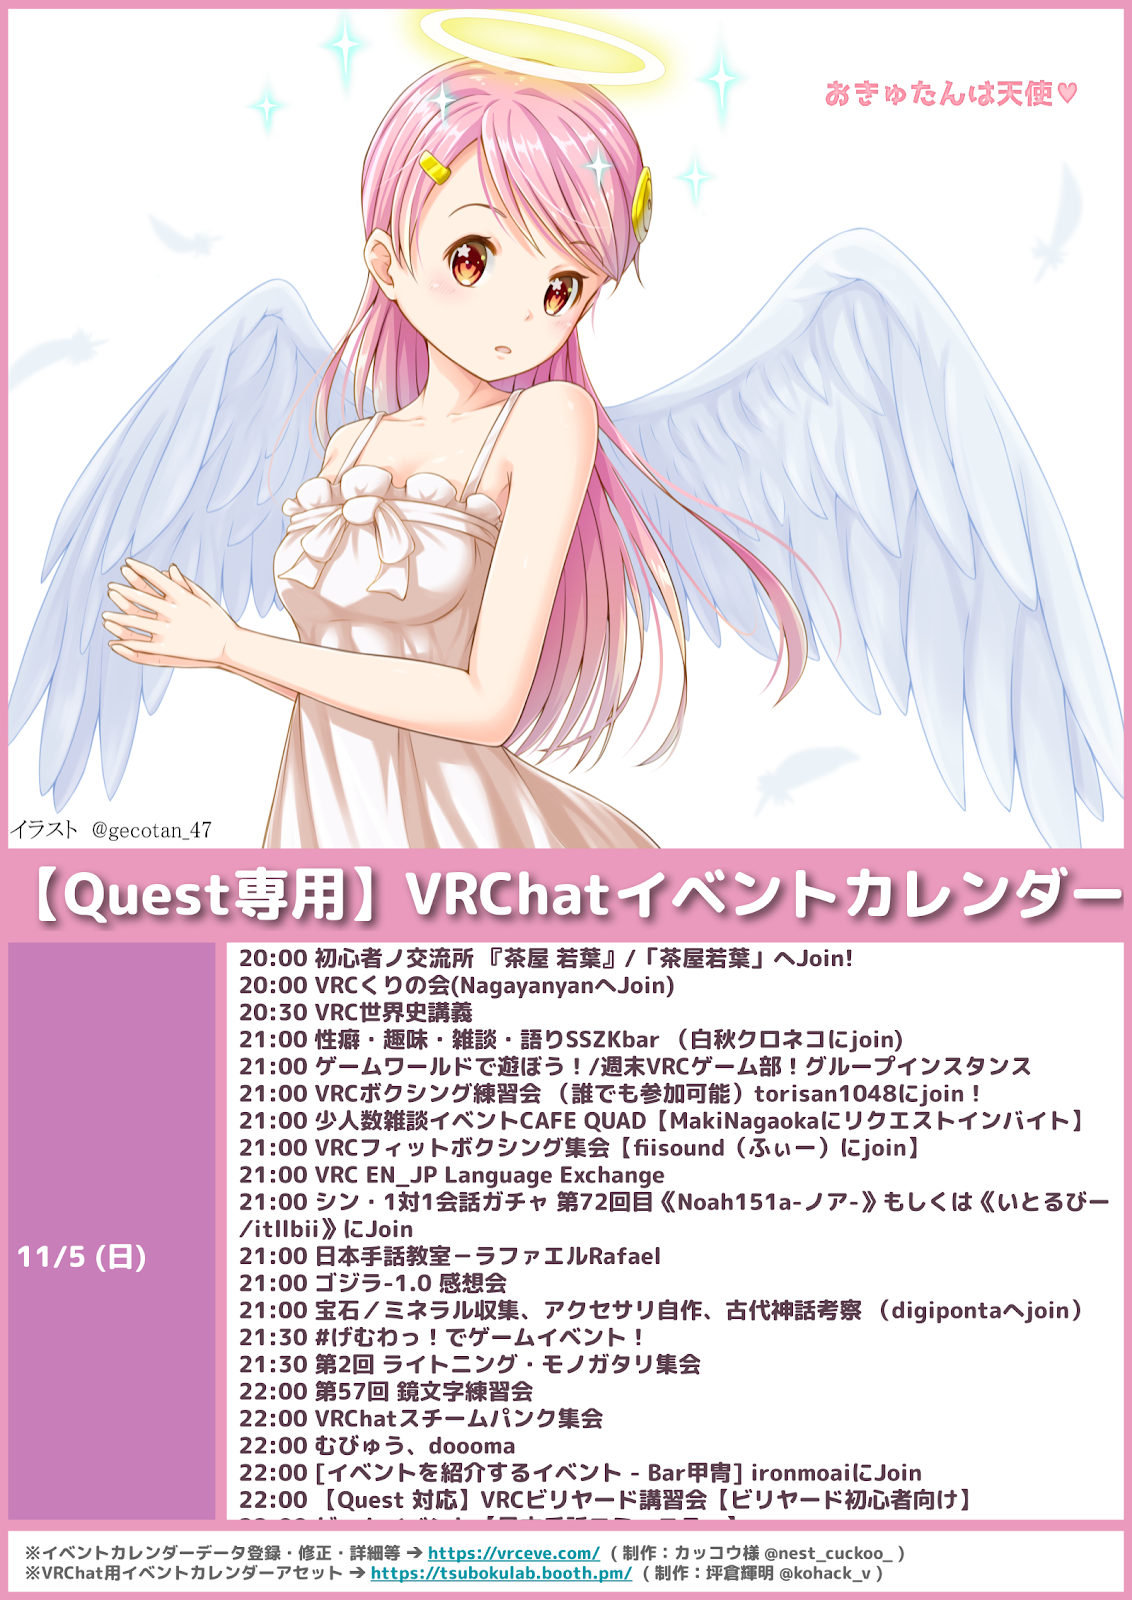 おきゅたんは天使♥
イラスト @gecotan_47
【Quest専用】VRChatイベントカレンダー
11/5 (日)
20:00 初心者ノ交流所 『茶屋 若葉』/「茶屋若葉」へJoin!
20:00 VRCくりの会(NagayanyanへJoin)
20:30 VRC世界史講義
21:00 性癖・趣味・雑談・語りSSZKbar （白秋クロネコにjoin)
21:00 ゲームワールドで遊ぼう！/週末VRCゲーム部！グループインスタンス
21:00 VRCボクシング練習会 （誰でも参加可能）torisan1048にjoin！
21:00 少人数雑談イベントCAFE QUAD【MakiNagaokaにリクエストインバイト】
21:00 VRCフィットボクシング集会【fiisound（ふぃー）にjoin】
21:00 VRC EN_JP Language Exchange
21:00 シン・1対1会話ガチャ 第72回目《Noah151a-ノア-》もしくは《いとるびー
/itIIbii》にJoin
21:00 日本手話教室－ラファエルRafael
21:00 ゴジラ-1.0 感想会
21:00 宝石／ミネラル収集、アクセサリ自作、古代神話考察 （digipontaへjoin）
21:30 #げむわっ！でゲームイベント！
21:30 第2回 ライトニング・モノガタリ集会
22:00 第57回 鏡文字練習会
22:00 VRChatスチームパンク集会
22:00 むびゅう、doooma
22:00 [イベントを紹介するイベント - Bar甲冑] ironmoaiにJoin
22:00 【Quest 対応】VRCビリヤード講習会【ビリヤード初心者向け】
※イベントカレンダーデータ登録・修正・詳細等 ➔ https://vrceve.com/ ( 制作：カッコウ様 @nest_cuckoo_ )
※VRChat用イベントカレンダーアセット ➔ https://tsubokulab.booth.pm/ ( 制作：坪倉輝明 @kohack_v )